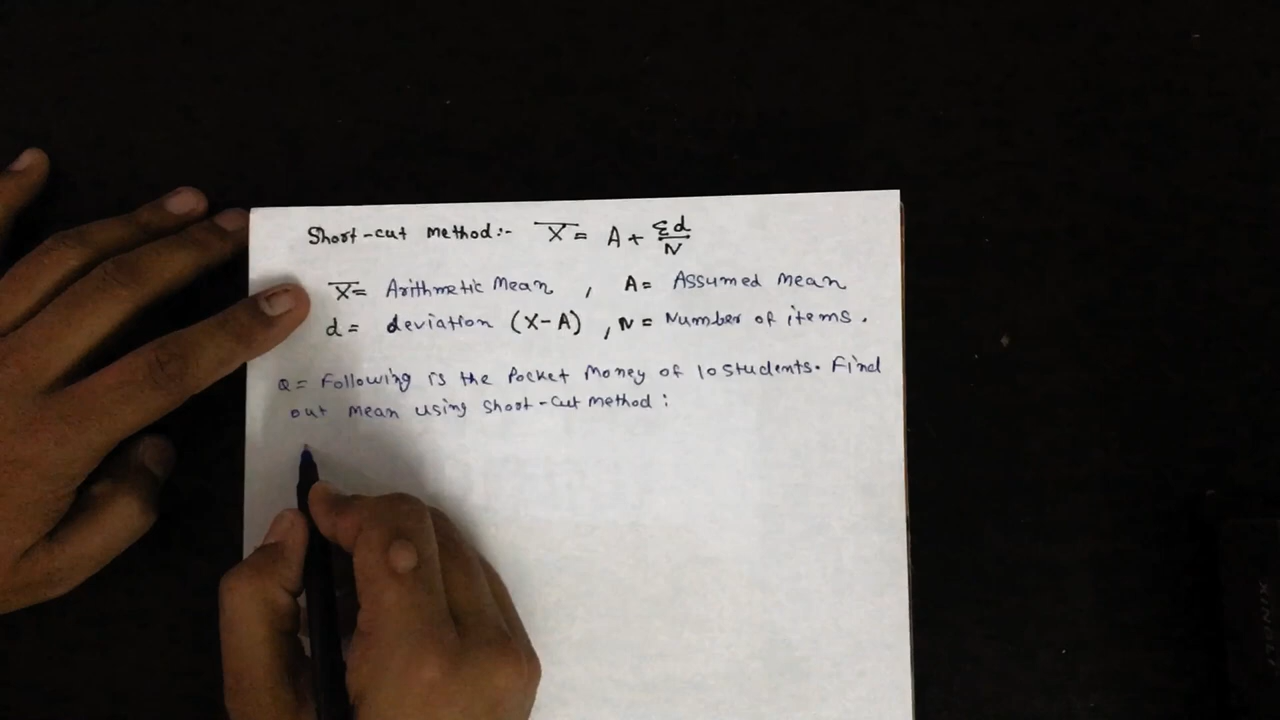 Short-cut method:- X̅ = A + Σd/N
X̅ = Arithmetic Mean , A = Assumed mean
d = deviation (X-A) , N = Number of items.
Q = Following is the Pocket Money of 10 students. Find
out mean using short-cut method :